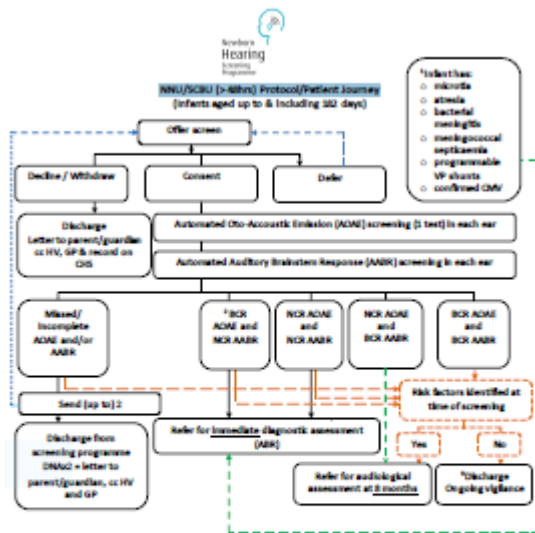 Newborn
Hearing
Screening
Programme
NNU/SCBU (>48hrs) Protocol/Patient Journey
(Infants aged up to & including 182 days)
Offer screen
Decline / Withdraw
Consent
Defer
Discharge
Letter to parent/guardian
cc HV, GP & record on
CHS
Automated Oto-Accoustic Emission (AOAE) screening (1 test) in each ear
Automated Auditory Brainstem Response (AABR) screening in each ear
Infant has:
o microtia
o atresia
o bacterial
meningitis
o meningococcal
septicaemia
o programmable
VP shunts
o confirmed CMV
Missed/
Incomplete
AOAE and/or
AABR
BCR
AOAE and
NCR AABR
NCR AOAE
and
NCR AABR
NCR AOAE
and
BCR AABR
BCR AOAE
and
BCR AABR
Send (up to) 2
Risk factors identified at
time of screening
Discharge from
screening programme
DNAx2 + letter to
parent/guardian, cc HV
and GP
Refer for immediate diagnostic assessment
(ABR)
Yes
No
Refer for audiological
assessment at 8 months
Discharge
Ongoing vigilance